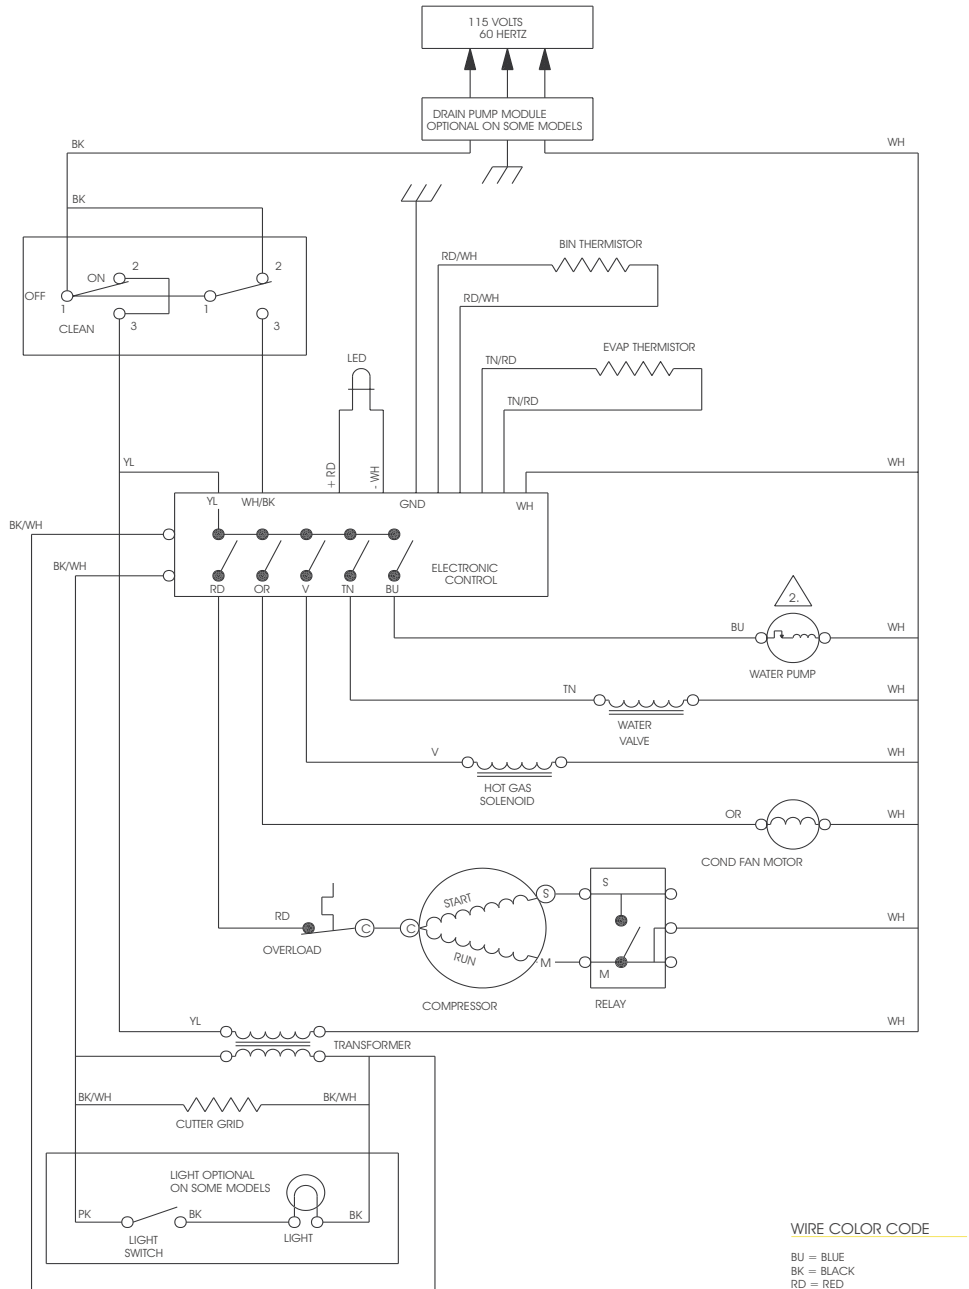 115 VOLTS
60 HERTZ
DRAIN PUMP MODULE
OPTIONAL ON SOME MODELS
BK
WH
BK
BIN THERMISTOR
RD/WH
2
2
ON
OFF
RD/WH
1
1
3
3
CLEAN
EVAP THERMISTOR
LED
TN/RD
TN/RD
YL
+ RD
- WH
WH
YL
WH/BK
GND
WH
BK/WH
BK/WH
ELECTRONIC
CONTROL
RD
OR
V
TN
BU
2.
BU
WH
WATER PUMP
TN
WH
WATER
VALVE
V
WH
HOT GAS
SOLENOID
OR
WH
COND FAN MOTOR
START
S
S
RD
C
C
WH
OVERLOAD
RUN
M
M
COMPRESSOR
RELAY
YL
WH
TRANSFORMER
BK/WH
BK/WH
CUTTER GRID
LIGHT OPTIONAL
ON SOME MODELS
PK
BK
BK
LIGHT
SWITCH
LIGHT
WIRE COLOR CODE
BU = BLUE
BK = BLACK
RD = RED